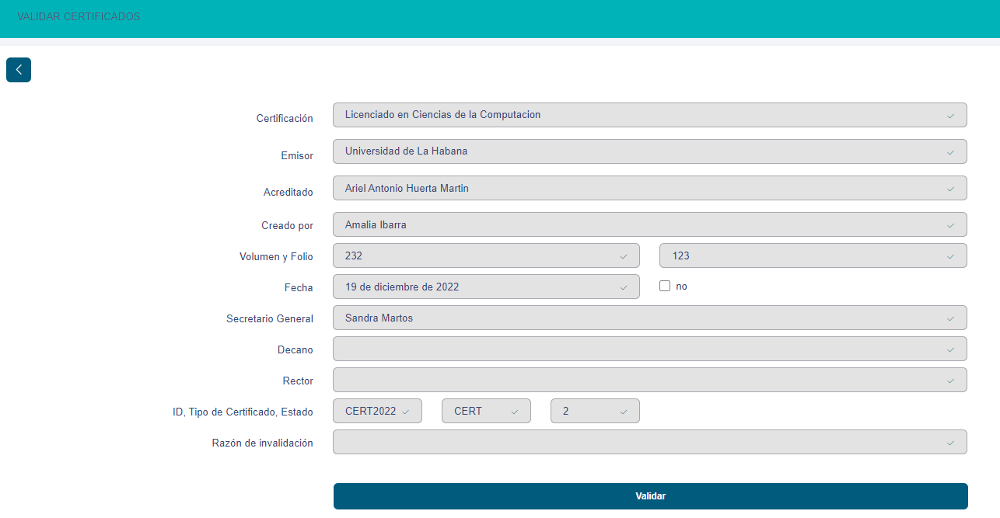 VALIDAR CERTIFICADOS
Certificación Licenciado en Ciencias de la Computacion
Emisor Universidad de La Habana
Acreditado Ariel Antonio Huerta Martin
Creado por Amalia Ibarra
Volumen y Folio 232 123
Fecha 19 de diciembre de 2022 no
Secretario General Sandra Martos
Decano
Rector
ID, Tipo de Certificado, Estado CERT2022 CERT 2
Razón de invalidación
Validar